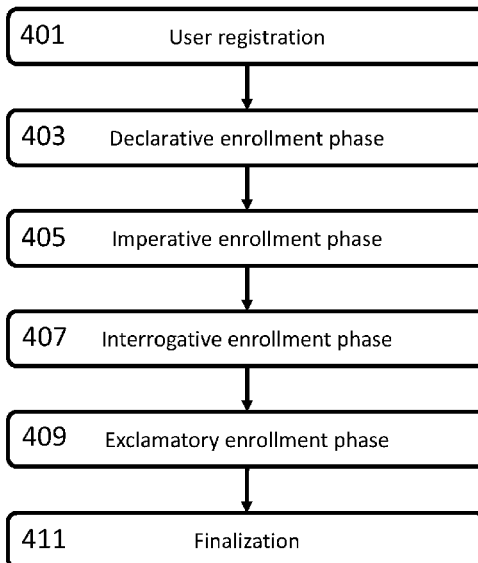 401 User registration
403 Declarative enrollment phase
405 Imperative enrollment phase
407 Interrogative enrollment phase
409 Exclamatory enrollment phase
411 Finalization